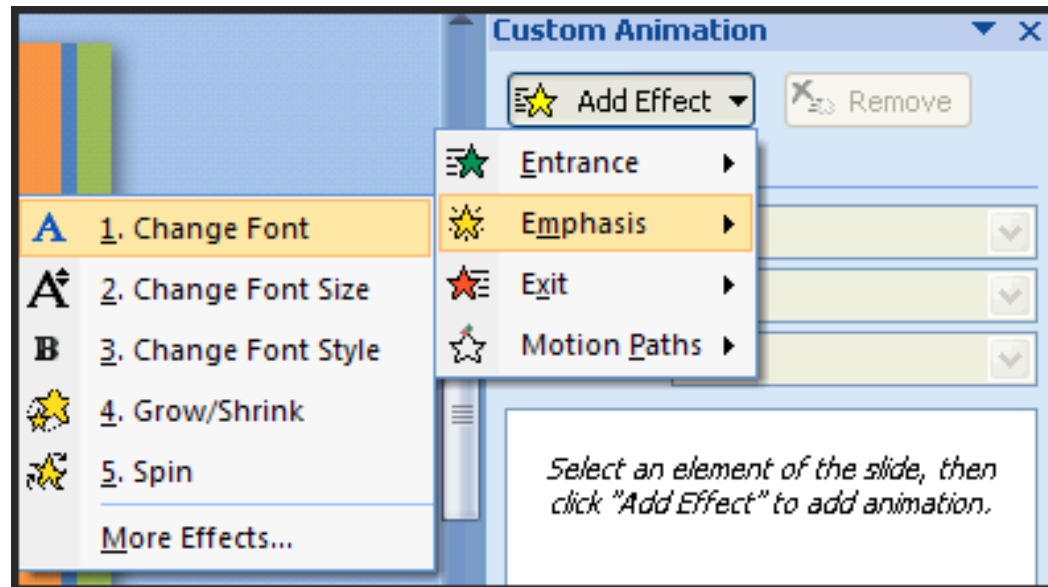 Custom Animation
Add Effect
Remove
Entrance
Emphasis
Exit
Motion Paths
1. Change Font
2. Change Font Size
3. Change Font Style
4. Grow/Shrink
5. Spin
More Effects...
Select an element of the slide, then
click "Add Effect" to add animation.